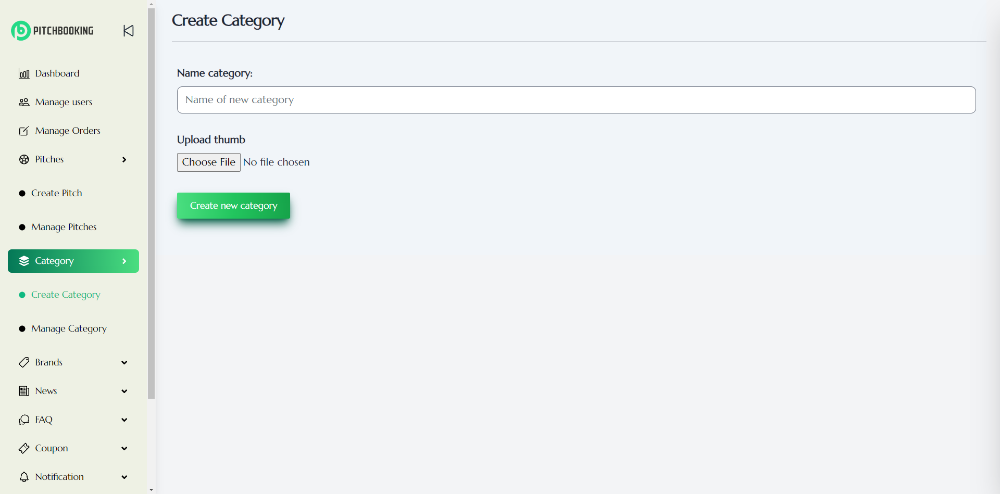 PITCHBOOKING
Dashboard
Manage users
Manage Orders
Pitches
Create Pitch
Manage Pitches
Category
Create Category
Manage Category
Brands
News
FAQ
Coupon
Notification
Create Category
Name category:
Name of new category
Upload thumb
Choose File No file chosen
Create new category